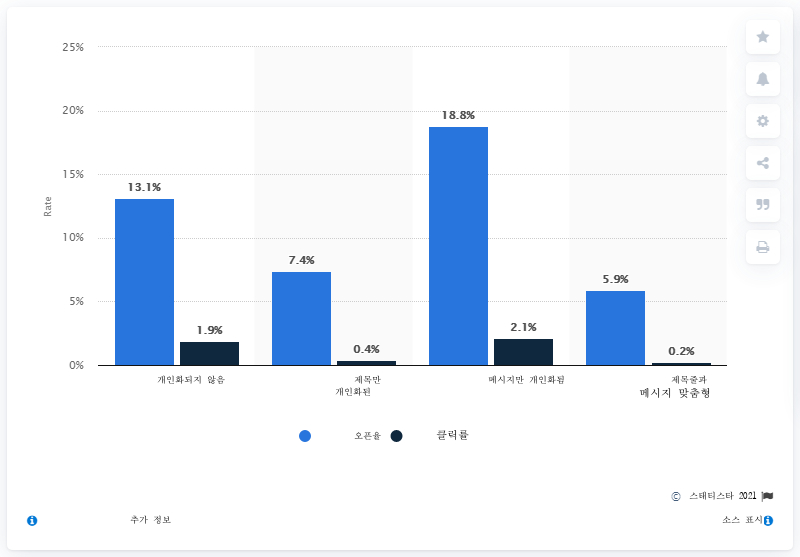 25%
20%
15%
10%
5%
0%
Rate
13.1%
1.9%
7.4%
0.4%
18.8%
2.1%
5.9%
0.2%
개인화되지 않음
제목만
개인화된
메시지만 개인화됨
제목줄과
메시지 맞춤형
오픈율
클릭률
© 스태티스타 2021
추가 정보
소스 표시